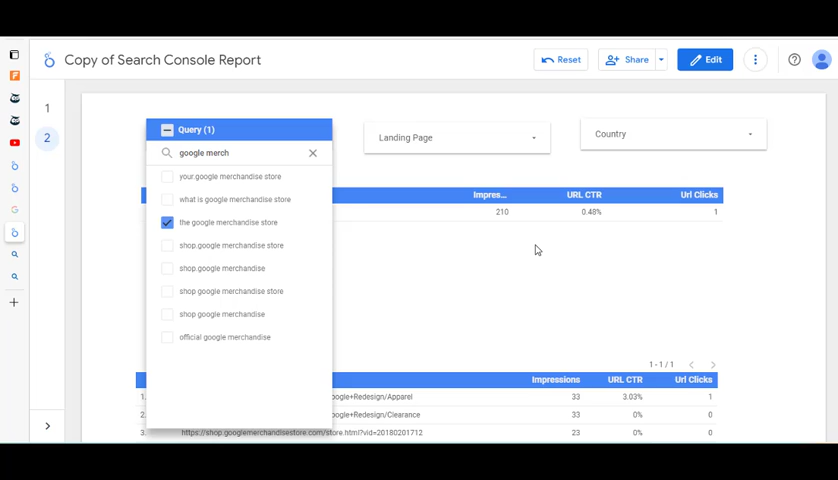 Copy of Search Console Report
Reset
Share
Edit
1
2
Query (1)
google merch
your.google merchandise store
what is google merchandise store
the google merchandise store
shop.google merchandise store
shop.google merchandise
shop google merchandise store
shop google merchandise
official google merchandise
Landing Page
Country
Impres... URL CTR Url Clicks
210 0.48% 1
1 - 1 / 1
Impressions URL CTR Url Clicks
1. oogle+Redesign/Apparel 33 3.03% 1
2. oogle+Redesign/Clearance 33 0% 0
3. https://shop.googlemerchandisestore.com/store.html?vid=20180201712 23 0% 0